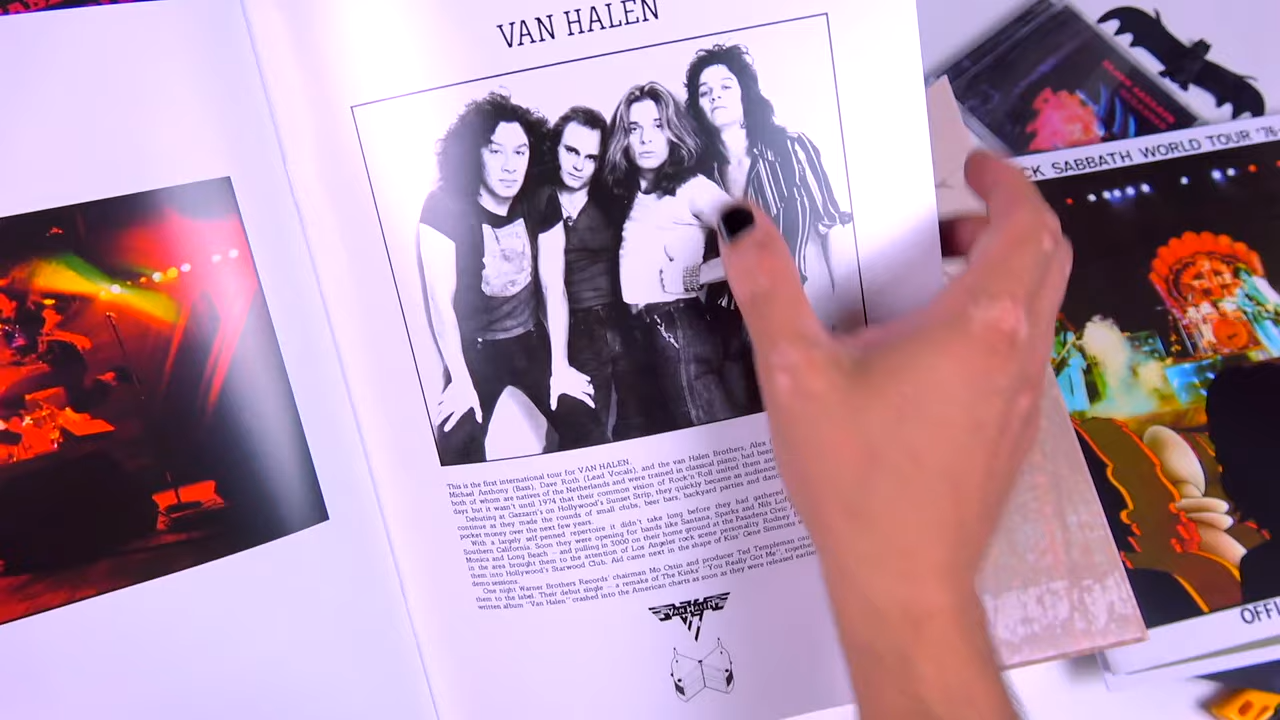 VAN HALEN
CK SABBATH WORLD TOUR '78
This is the first international tour for VAN HALEN.
Michael Anthony (Bass), Dave Roth (Lead Vocals), and the van Halen Brothers, Alex (
both of whom are natives of the Netherlands and were trained in classical piano, had been
days but it wasn't until 1974 that their common vision of Rock'n'Roll united them and
Debuting at Gazzarri's on Hollywood's Sunset Strip, they quickly became an audience
continue as they made the rounds of small clubs, beer bars, backyard parties and danc
pocket money over the next few years.
With a largely self penned repertoire it didn't take long before they had gathered
Southern California. Soon they were opening for bands like Santana, Sparks and Nils Lof
Monica and Long Beach – and pulling in 3000 on their home ground at the Pasadena Civic
in the area brought them to the attention of Los Angeles rock scene personality Rodney
them into Hollywood's Starwood Club. Aid came next in the shape of Kiss' Gene Simmons w
demo sessions.
One night Warner Brothers Records' chairman Mo Ostin and producer Ted Templeman cau
them to the label. Their debut single – a remake of The Kinks' "You Really Got Me", togethe
written album "Van Halen" crashed into the American charts as soon as they were released earlie
VAN HALEN
OFFI